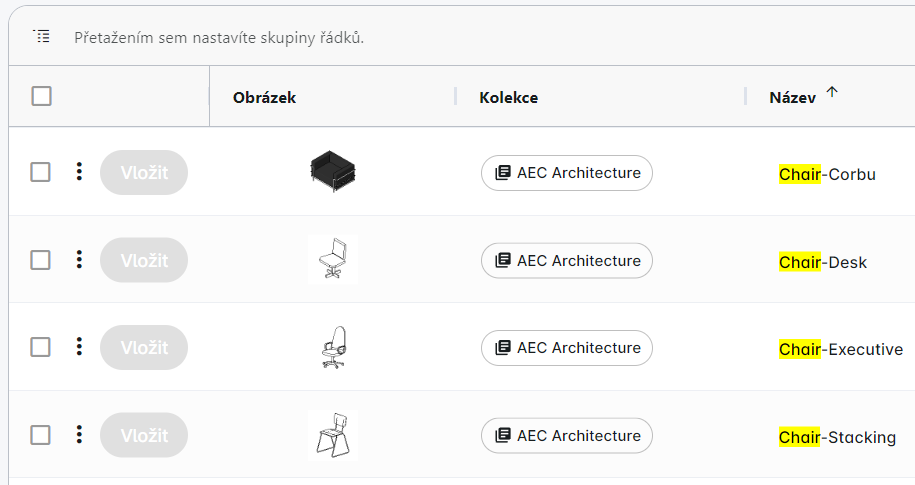 Přetažením sem nastavíte skupiny řádků.
Obrázek Kolekce Název
Vložit AEC Architecture Chair-Corbu
Vložit AEC Architecture Chair-Desk
Vložit AEC Architecture Chair-Executive
Vložit AEC Architecture Chair-Stacking